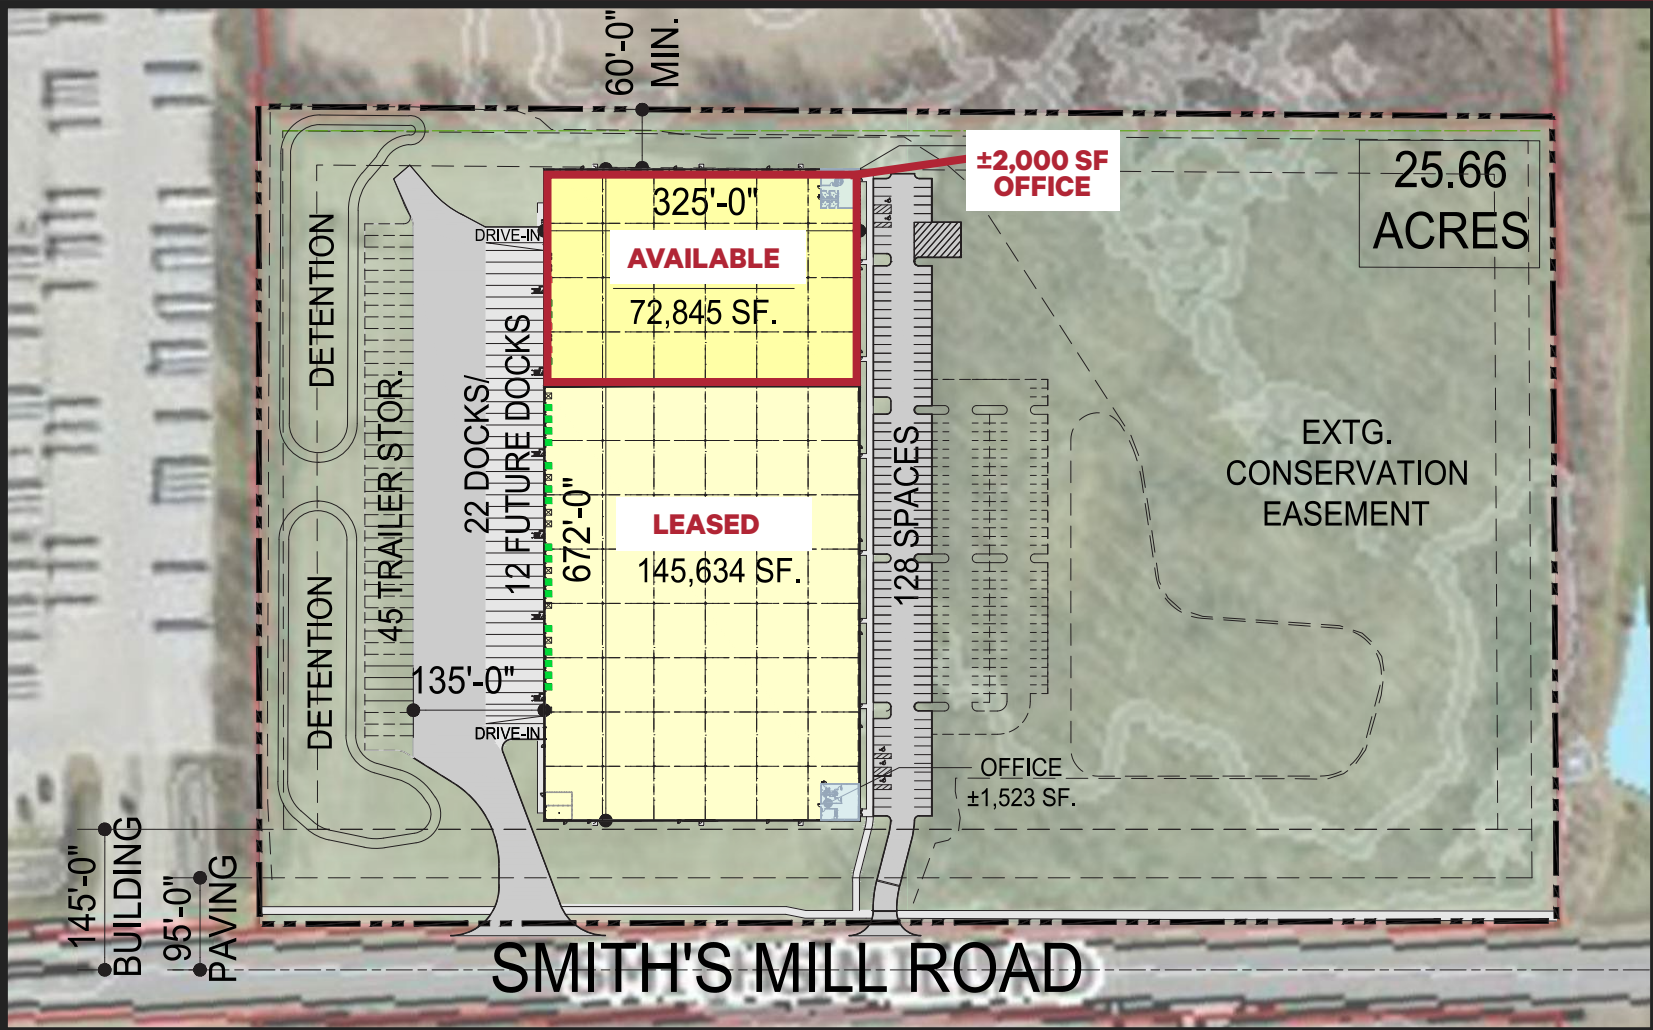 60'-0"
MIN.
±2,000 SF
OFFICE
25.66
ACRES
325'-0"
DRIVE-IN
AVAILABLE
72,845 SF.
DETENTION
45 TRAILER STOR.
22 DOCKS/
12 FUTURE DOCKS
672'-0"
LEASED
145,634 SF.
128 SPACES
EXTG.
CONSERVATION
EASEMENT
DETENTION
135'-0"
DRIVE-IN
OFFICE
±1,523 SF.
145'-0"
BUILDING
95'-0"
PAVING
SMITH'S MILL ROAD